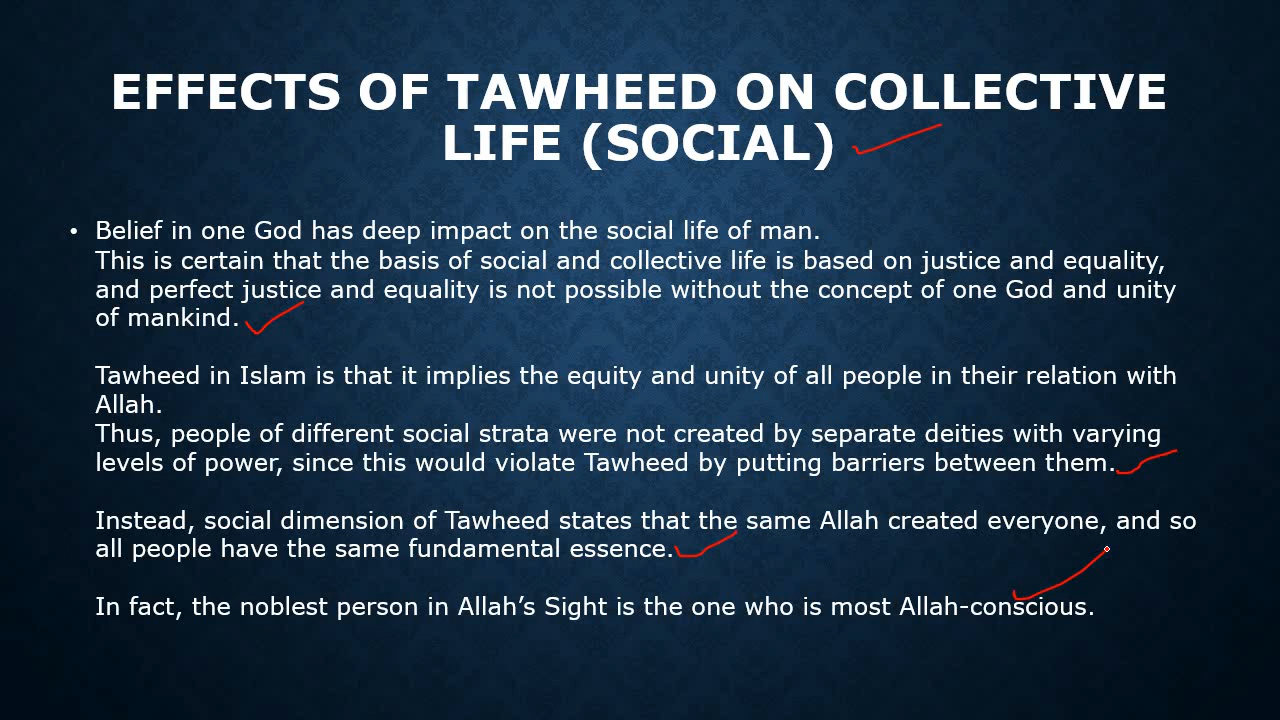 EFFECTS OF TAWHEED ON COLLECTIVE
LIFE (SOCIAL)
• Belief in one God has deep impact on the social life of man.
This is certain that the basis of social and collective life is based on justice and equality,
and perfect justice and equality is not possible without the concept of one God and unity
of mankind.
Tawheed in Islam is that it implies the equity and unity of all people in their relation with
Allah.
Thus, people of different social strata were not created by separate deities with varying
levels of power, since this would violate Tawheed by putting barriers between them.
Instead, social dimension of Tawheed states that the same Allah created everyone, and so
all people have the same fundamental essence.
In fact, the noblest person in Allah’s Sight is the one who is most Allah-conscious.